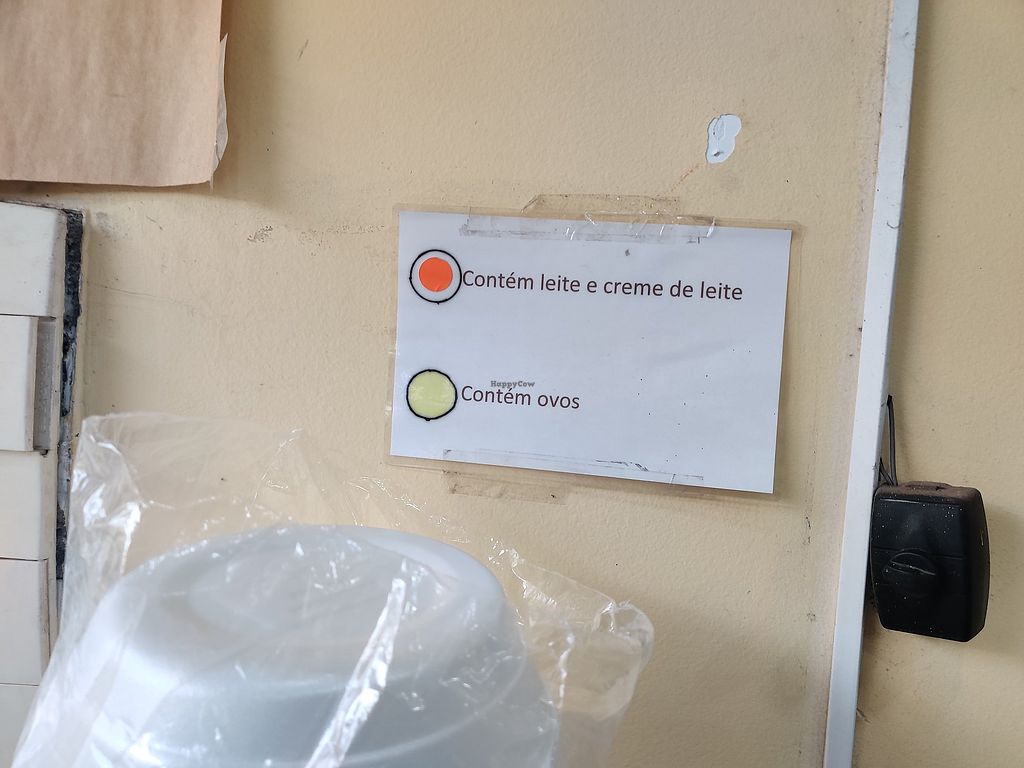 Contém leite e creme de leite
HappyCow
Contém ovos